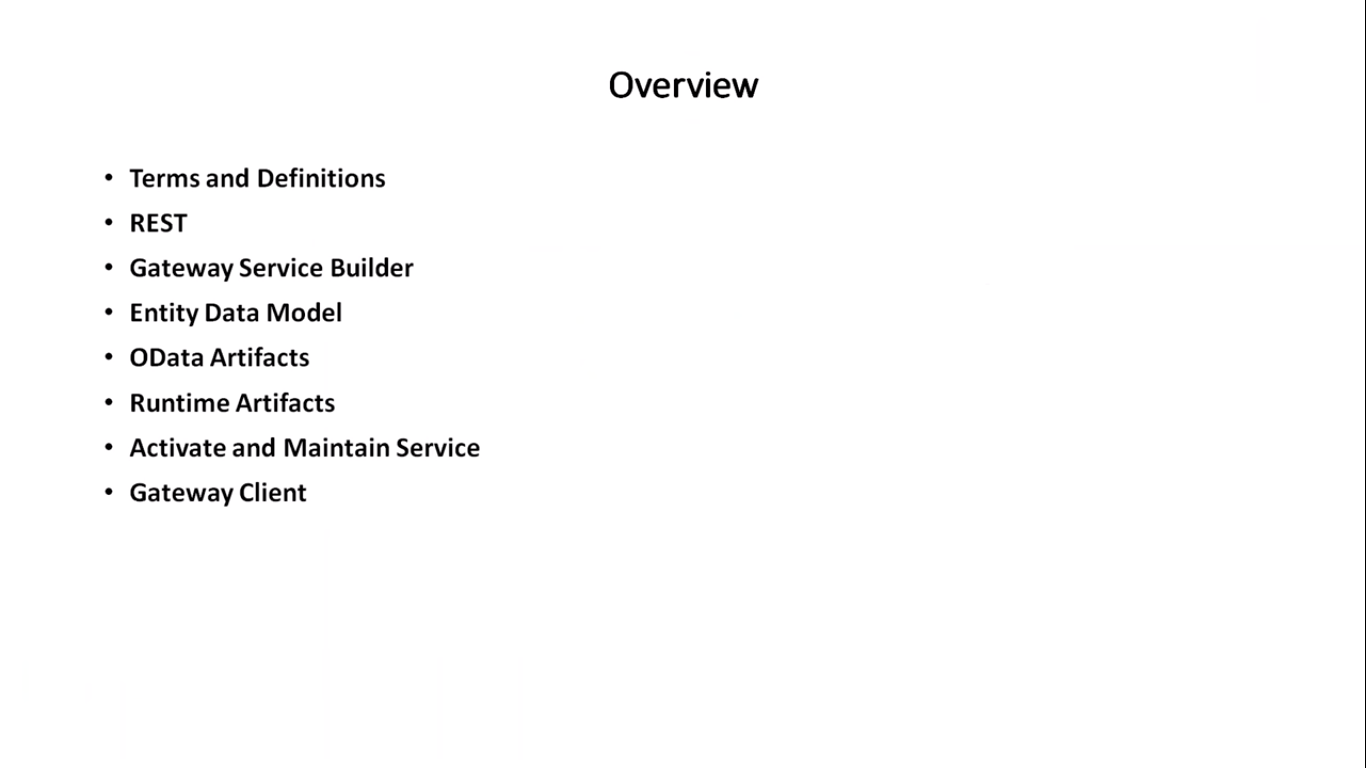 Overview
• Terms and Definitions
• REST
• Gateway Service Builder
• Entity Data Model
• OData Artifacts
• Runtime Artifacts
• Activate and Maintain Service
• Gateway Client